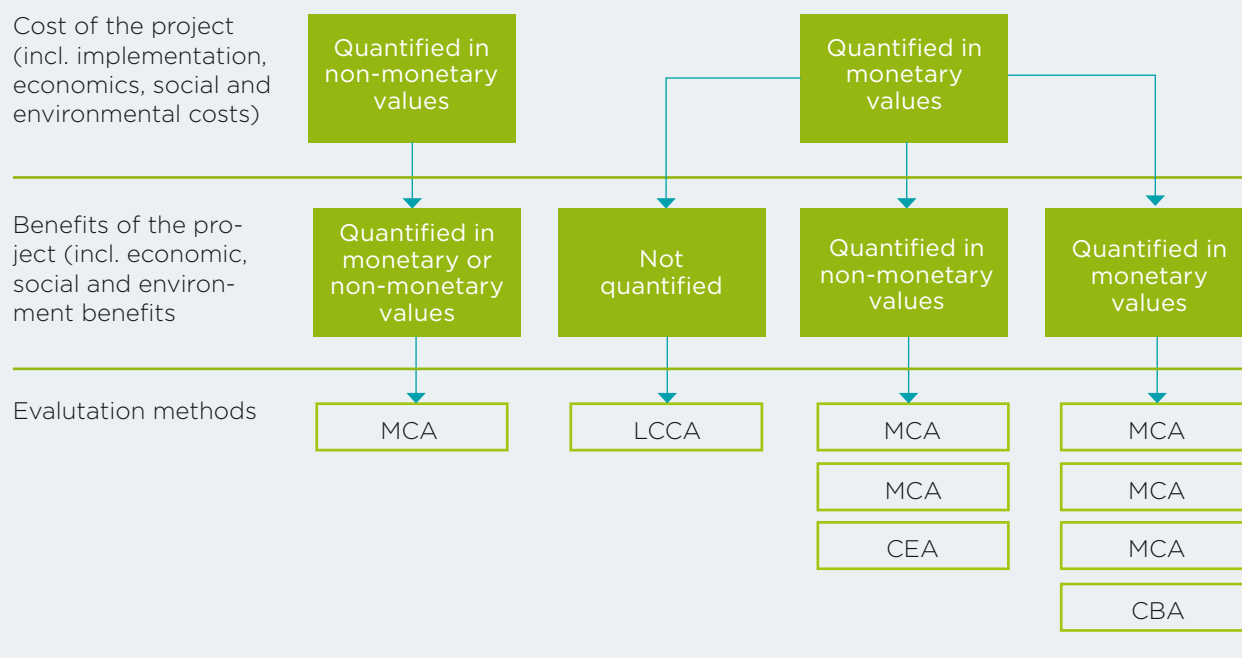 Cost of the project
(incl. implementation,
economics, social and
environmental costs)
Quantified in
non-monetary
values
Quantified in
monetary
values
Benefits of the pro-
ject (incl. economic,
social and environ-
ment benefits
Quantified in
monetary or
non-monetary
values
Not
quantified
Quantified in
non-monetary
values
Quantified in
monetary
values
Evalutation methods
MCA
LCCA
MCA
MCA
CEA
MCA
MCA
MCA
CBA